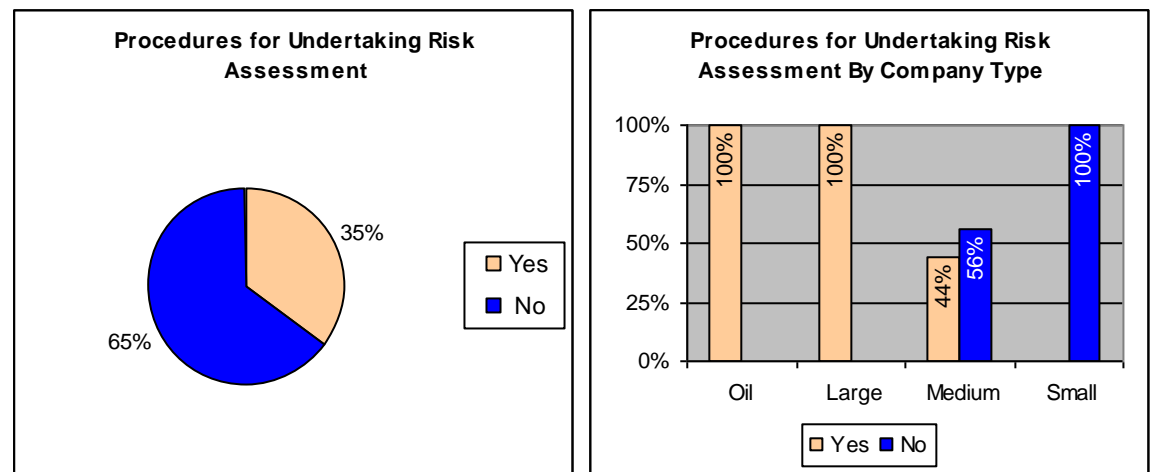 Procedures for Undertaking Risk
Assessment
35%
65%
Yes
No
Procedures for Undertaking Risk
Assessment By Company Type
100%
75%
50%
25%
0%
100%
100%
44%
56%
100%
Oil Large Medium Small
Yes No